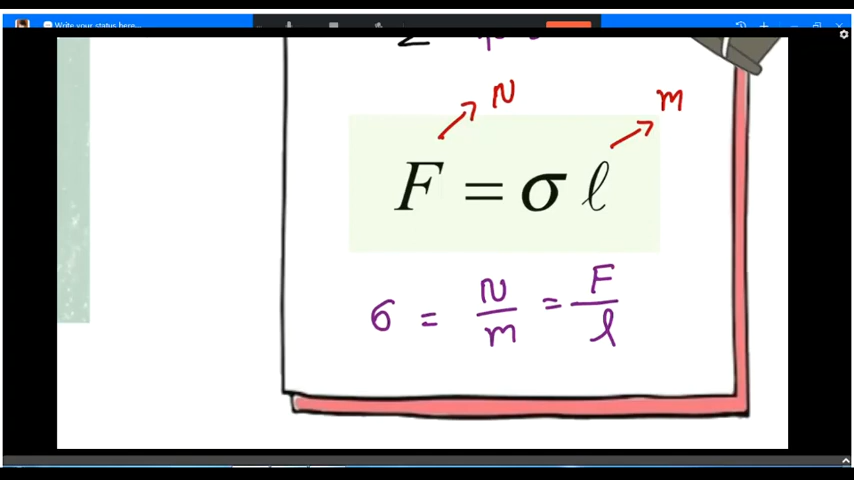 Write your status here...
N
m
F = σ ℓ
σ = N/m = F/l